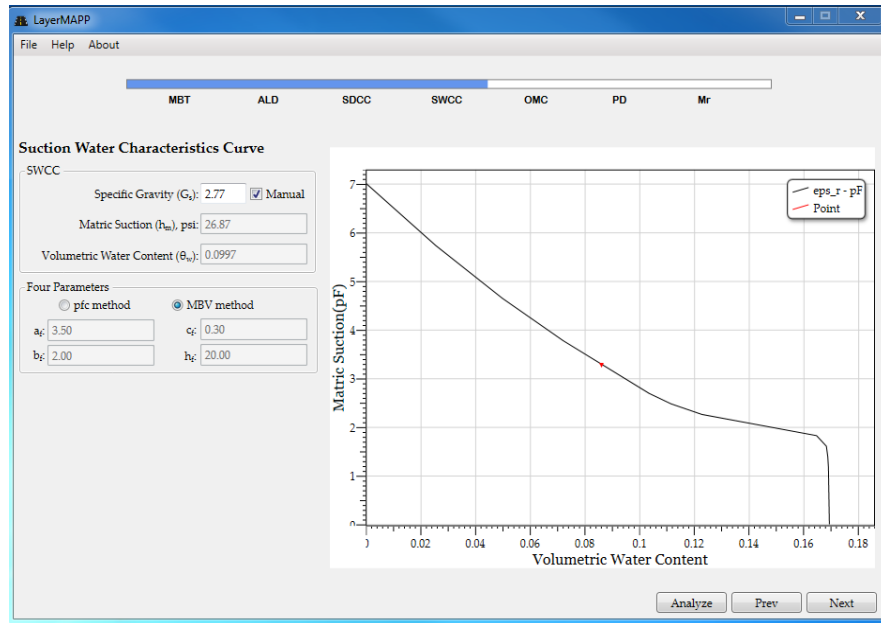 LayerMAPP
File Help About
MBT ALD SDCC SWCC OMC PD Mr
Suction Water Characteristics Curve
SWCC
Specific Gravity (Gs): 2.77 Manual
Matric Suction (hm), psi: 26.87
Volumetric Water Content (θw): 0.0997
Four Parameters
pfc method MBV method
af: 3.50 cf: 0.30
bf: 2.00 hf: 20.00
eps_r - pF
Point
7
6
5
4
3
2
1
0
Matric Suction(pF)
0 0.02 0.04 0.06 0.08 0.1 0.12 0.14 0.16 0.18
Volumetric Water Content
Analyze Prev Next